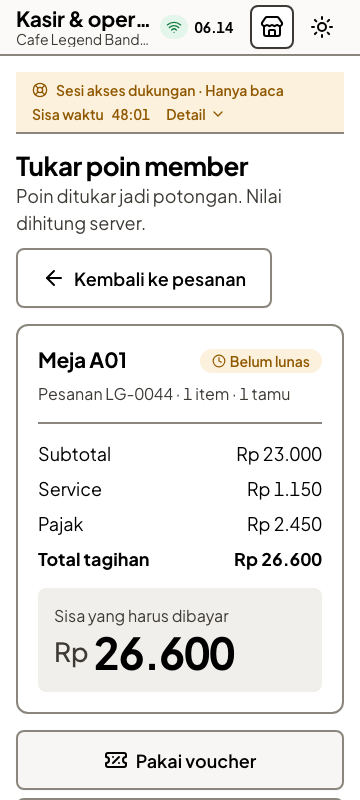 Kasir & oper...
Cafe Legend Band...
06.14
Sesi akses dukungan · Hanya baca
Sisa waktu 48:01 Detail
Tukar poin member
Poin ditukar jadi potongan. Nilai
dihitung server.
Kembali ke pesanan
Meja A01
Belum lunas
Pesanan LG-0044 · 1 item · 1 tamu
Subtotal Rp 23.000
Service Rp 1.150
Pajak Rp 2.450
Total tagihan Rp 26.600
Sisa yang harus dibayar
Rp 26.600
Pakai voucher